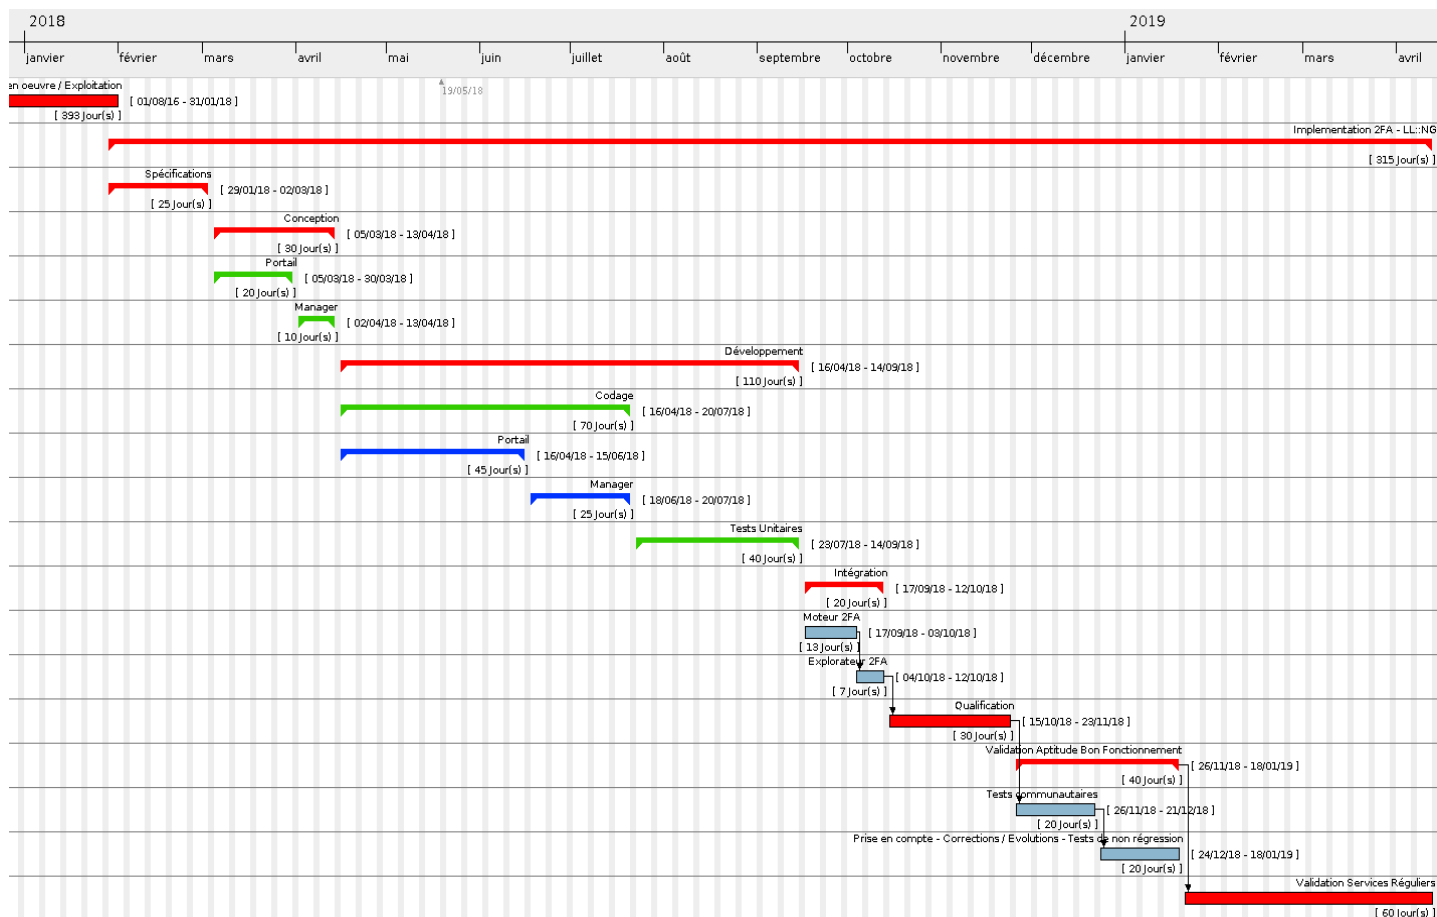 2018 2019
janvier février mars avril mai juin juillet août septembre octobre novembre décembre janvier février mars avril
19/05/18
en oeuvre / Exploitation
[ 01/08/16 - 31/01/18 ]
[ 393 Jour(s) ]
Implementation 2FA - LL::NG
[ 315 Jour(s) ]
Spécifications
[ 29/01/18 - 02/03/18 ]
[ 25 Jour(s) ]
Conception
[ 05/03/18 - 13/04/18 ]
[ 30 Jour(s) ]
Portail
[ 05/03/18 - 30/03/18 ]
[ 20 Jour(s) ]
Manager
[ 02/04/18 - 13/04/18 ]
[ 10 Jour(s) ]
Développement
[ 16/04/18 - 14/09/18 ]
[ 110 Jour(s) ]
Codage
[ 16/04/18 - 20/07/18 ]
[ 70 Jour(s) ]
Portail
[ 16/04/18 - 15/06/18 ]
[ 45 Jour(s) ]
Manager
[ 18/06/18 - 20/07/18 ]
[ 25 Jour(s) ]
Tests Unitaires
[ 23/07/18 - 14/09/18 ]
[ 40 Jour(s) ]
Intégration
[ 17/09/18 - 12/10/18 ]
[ 20 Jour(s) ]
Moteur 2FA
[ 17/09/18 - 03/10/18 ]
[ 13 Jour(s) ]
Explorateur 2FA
[ 04/10/18 - 12/10/18 ]
[ 7 Jour(s) ]
Qualification
[ 15/10/18 - 23/11/18 ]
[ 30 Jour(s) ]
Validation Aptitude Bon Fonctionnement
[ 26/11/18 - 18/01/19 ]
[ 40 Jour(s) ]
Tests communautaires
[ 26/11/18 - 21/12/18 ]
[ 20 Jour(s) ]
Prise en compte - Corrections / Evolutions - Tests de non régression
[ 24/12/18 - 18/01/19 ]
[ 20 Jour(s) ]
Validation Services Réguliers
[ 60 Jour(s) ]